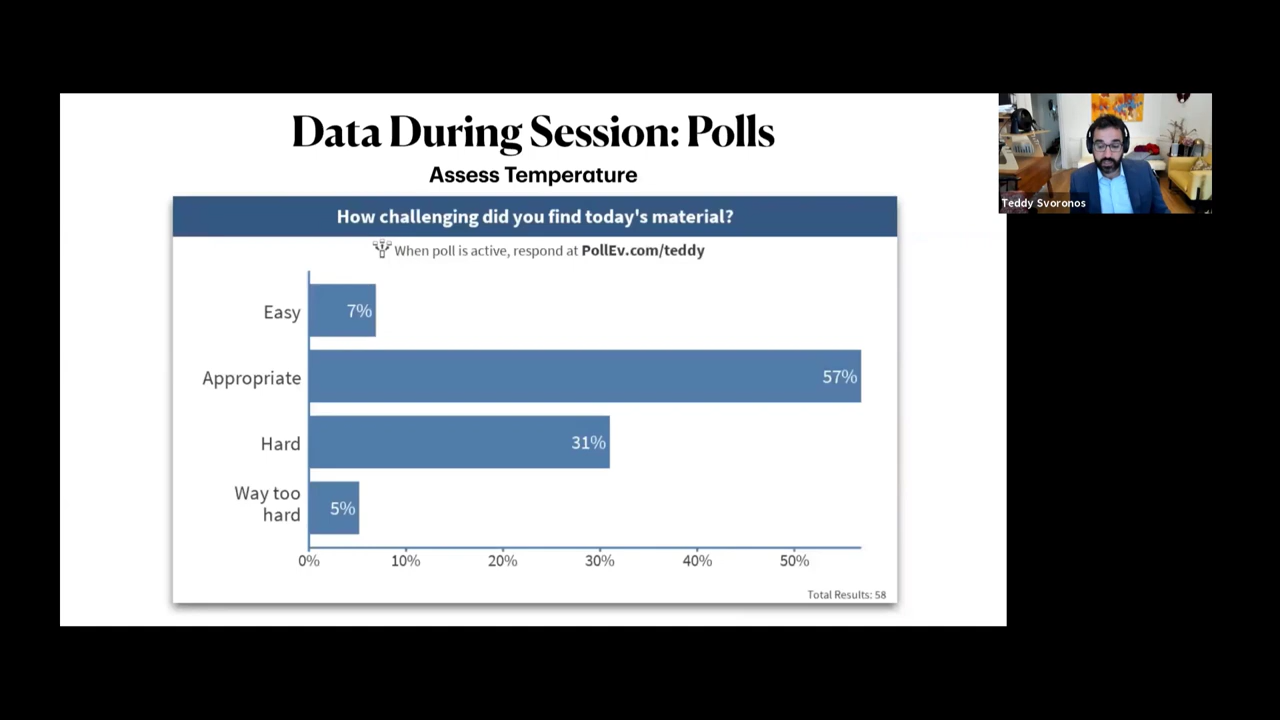 Data During Session: Polls
Assess Temperature
How challenging did you find today's material?
When poll is active, respond at PollEv.com/teddy
Easy
7%
Appropriate
57%
Hard
31%
Way too
hard
5%
0% 10% 20% 30% 40% 50%
Total Results: 58
Teddy Svoronos